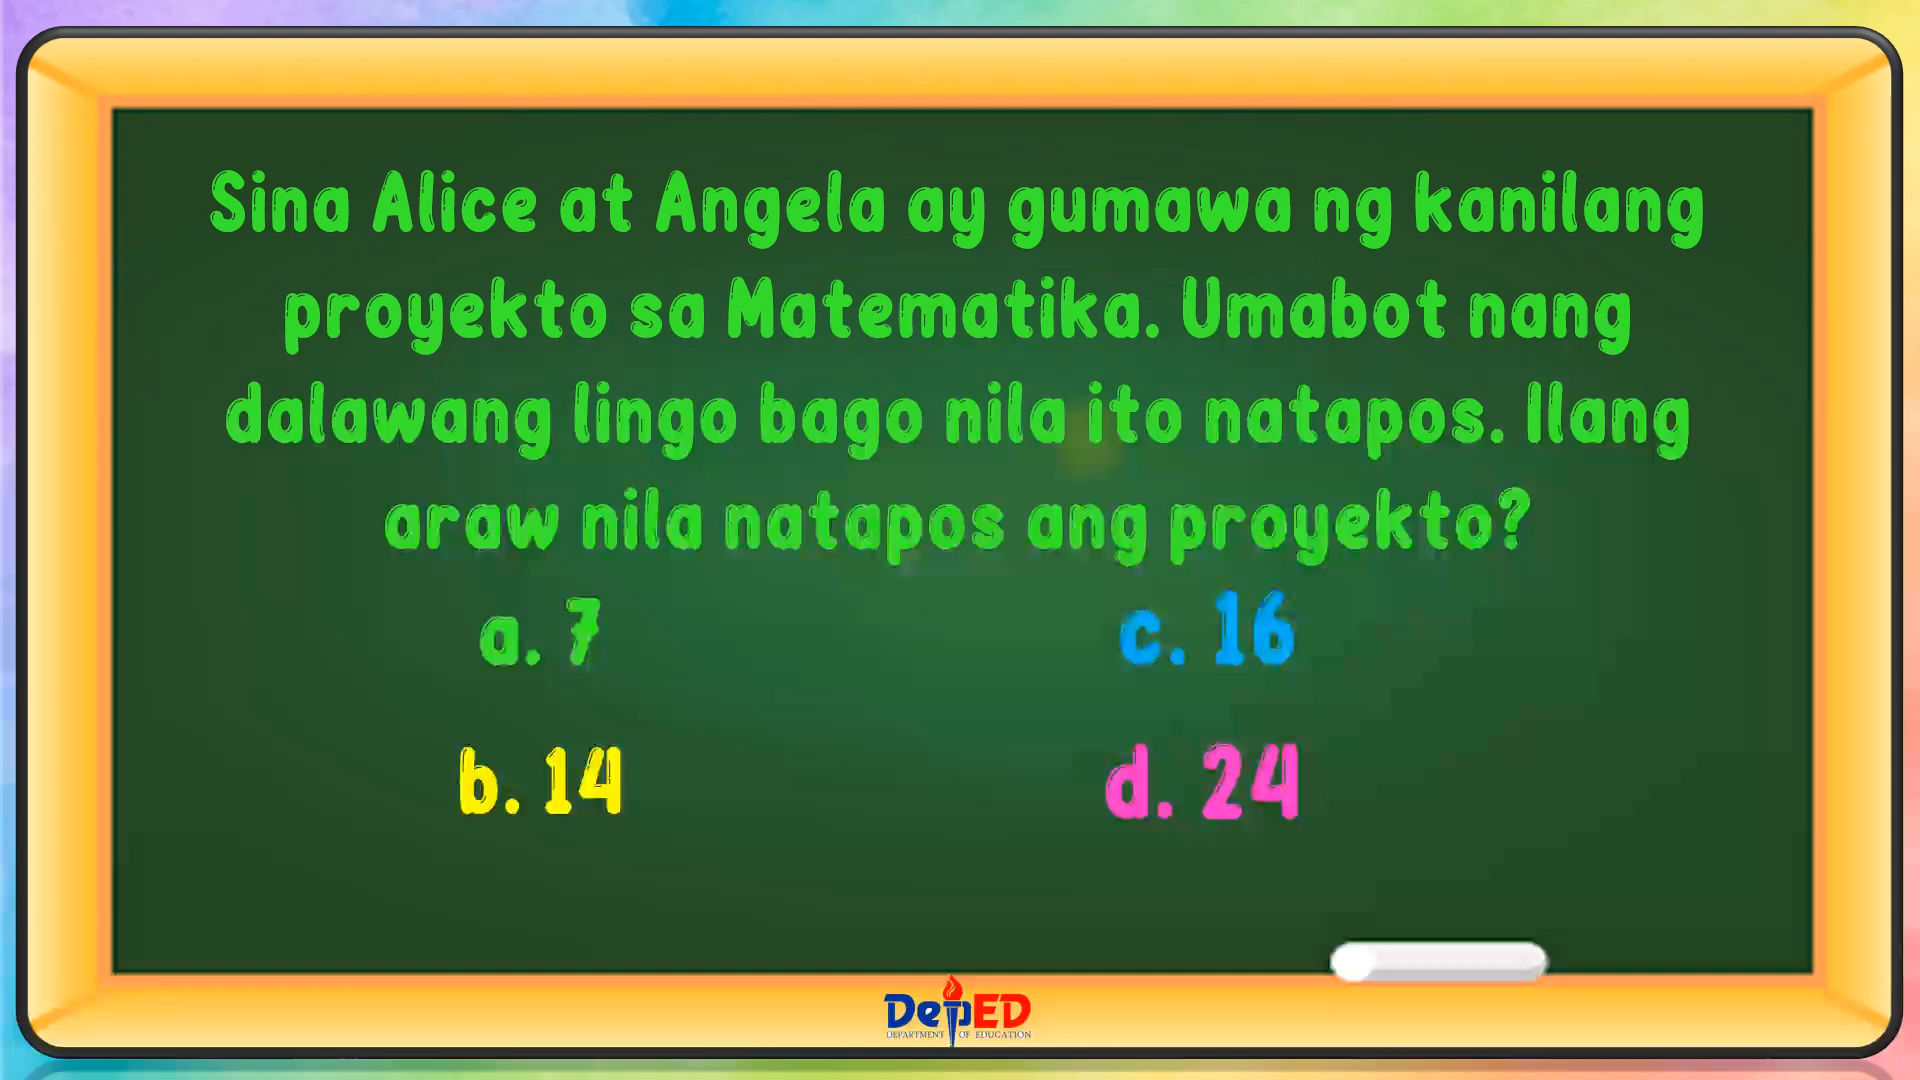 Sina Alice at Angela ay gumawa ng kanilang
proyekto sa Matematika. Umabot nang
dalawang lingo bago nila ito natapos. Ilang
araw nila natapos ang proyekto?
a. 7
c. 16
b. 14
d. 24
DepED
DEPARTMENT OF EDUCATION